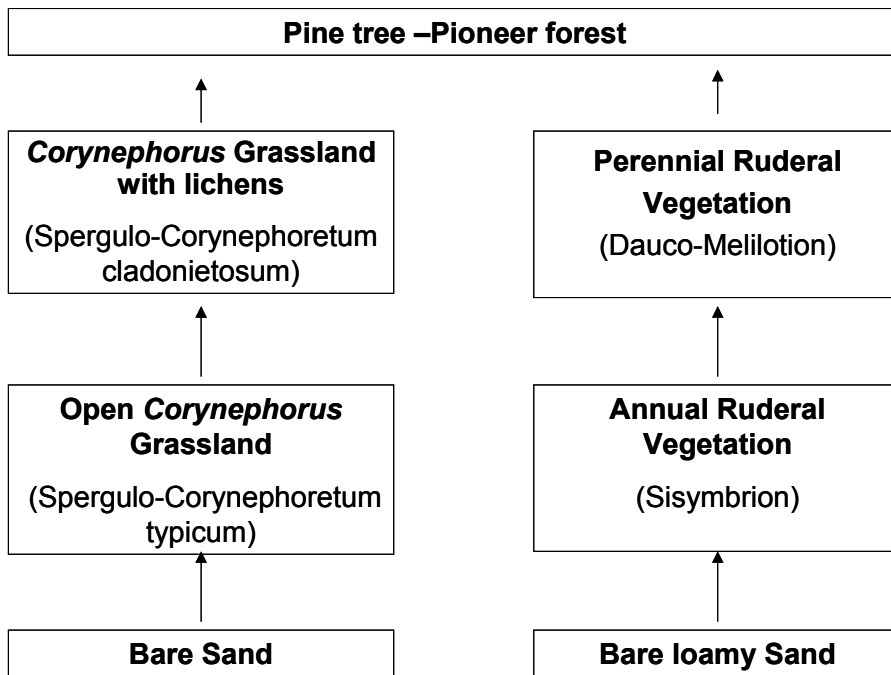 Pine tree –Pioneer forest
Corynephorus Grassland
with lichens
(Spergulo-Corynephoretum
cladonietosum)
Perennial Ruderal
Vegetation
(Dauco-Melilotion)
Open Corynephorus
Grassland
(Spergulo-Corynephoretum
typicum)
Annual Ruderal
Vegetation
(Sisymbrion)
Bare Sand
Bare loamy Sand